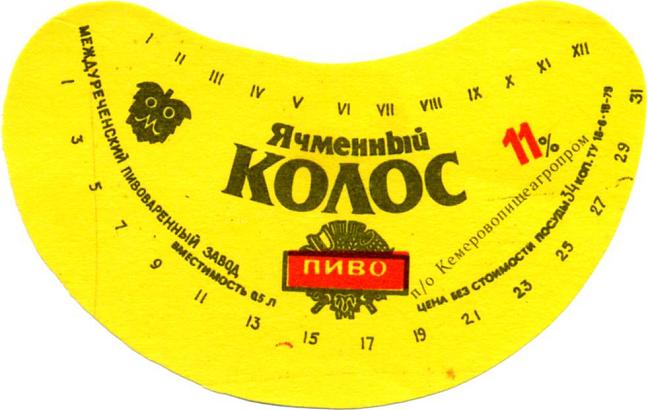 I II III IV V VI VII VIII IX X XI XII
МЕЖДУРЕЧЕНСКИЙ ПИВОВАРЕННЫЙ ЗАВОД
ВМЕСТИМОСТЬ 0,5 Л
Ячменный
КОЛОС
11%
ПИВО
п/о Кемеровопищеагропром
ЦЕНА БЕЗ СТОИМОСТИ ПОСУДЫ 34 КОП. ТУ 18-6-18-79
1 3 5 7 9 11 13 15 17 19 21 23 25 27 29 31